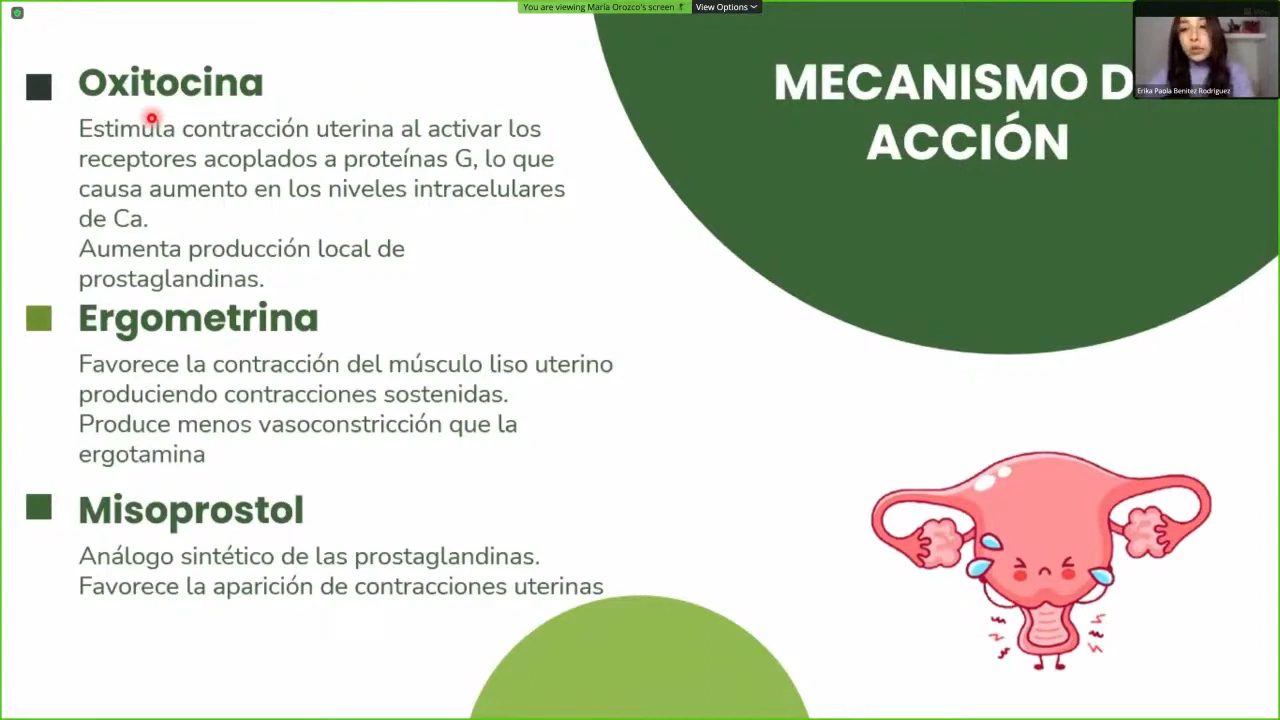 You are viewing María Orozco's screen
View Options
View
Oxitocina
Estimula contracción uterina al activar los
receptores acoplados a proteínas G, lo que
causa aumento en los niveles intracelulares
de Ca.
Aumenta producción local de
prostaglandinas.
Ergometrina
Favorece la contracción del músculo liso uterino
produciendo contracciones sostenidas.
Produce menos vasoconstricción que la
ergotamina
Misoprostol
Análogo sintético de las prostaglandinas.
Favorece la aparición de contracciones uterinas
MECANISMO D
ACCIÓN
Erika Paola Benitez Rodriguez